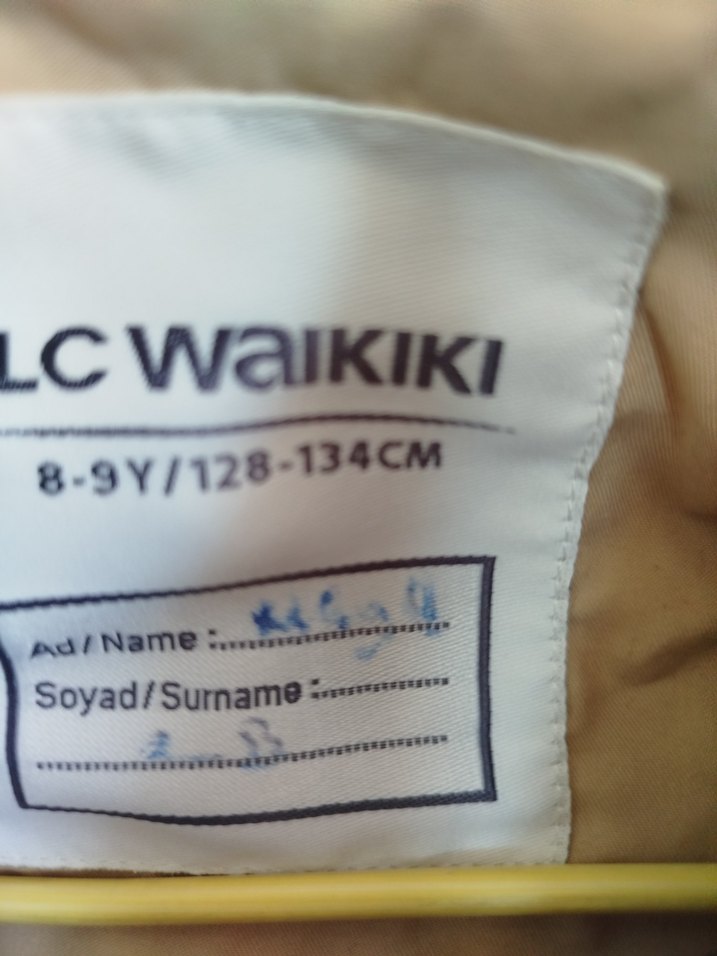 LC WAIKIKI
8-9Y/128-134CM
Ad/Name :
Soyad/Surname :